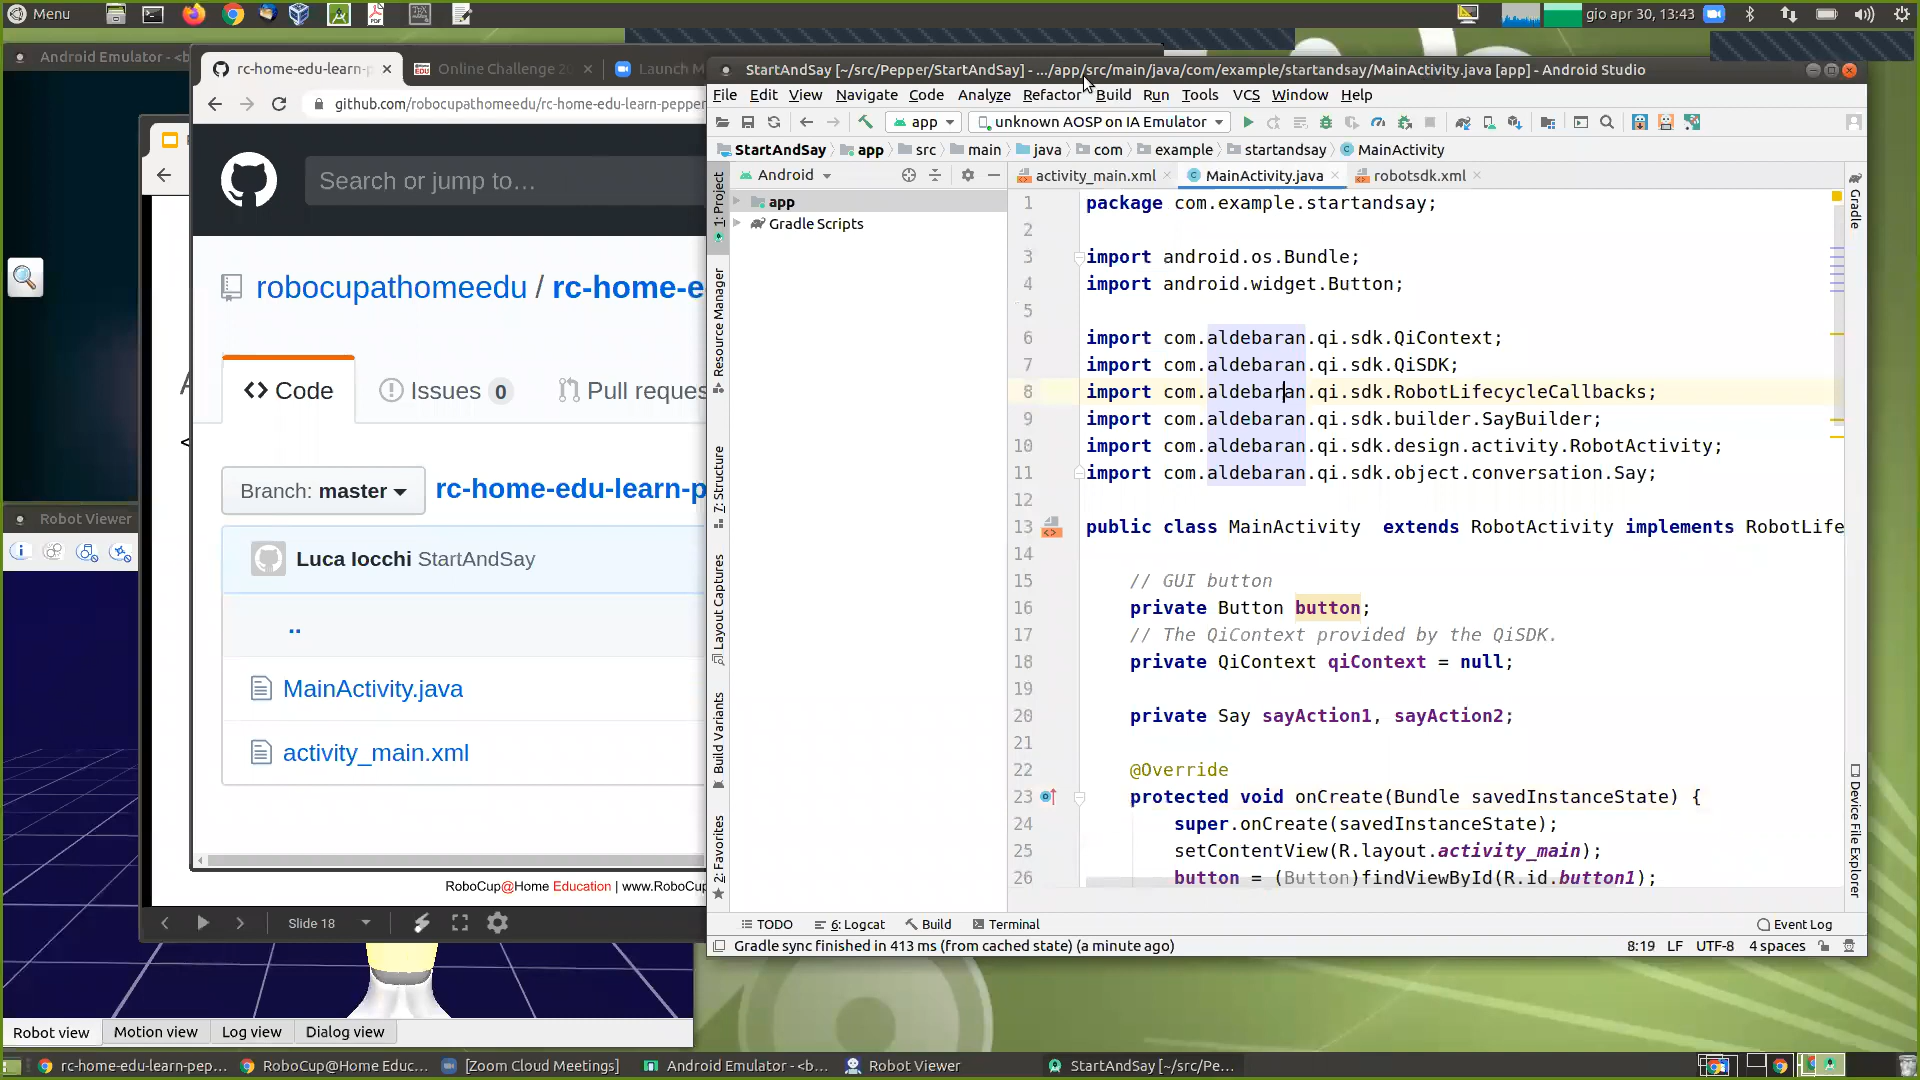 Menu
gio apr 30, 13:43
Android Emulator - <b
rc-home-edu-learn-p
Online Challenge 20
Launch M
github.com/robocupathomeedu/rc-home-edu-learn-pepper
Search or jump to…
robocupathomeedu / rc-home-e
Code
Issues 0
Pull reques
Branch: master
rc-home-edu-learn-p
Luca Iocchi StartAndSay
..
MainActivity.java
activity_main.xml
RoboCup@Home Education | www.RoboCup
Slide 18
Robot Viewer
Robot view
Motion view
Log view
Dialog view
StartAndSay [~/src/Pepper/StartAndSay] - .../app/src/main/java/com/example/startandsay/MainActivity.java [app] - Android Studio
File Edit View Navigate Code Analyze Refactor Build Run Tools VCS Window Help
app
unknown AOSP on IA Emulator
StartAndSay app src main java com example startandsay MainActivity
Android
activity_main.xml
MainActivity.java
robotsdk.xml
1: Project
Resource Manager
7: Structure
Layout Captures
Build Variants
2: Favorites
app
Gradle Scripts
Gradle
Device File Explorer
1 package com.example.startandsay;
2
3 import android.os.Bundle;
4 import android.widget.Button;
5
6 import com.aldebaran.qi.sdk.QiContext;
7 import com.aldebaran.qi.sdk.QiSDK;
8 import com.aldebaran.qi.sdk.RobotLifecycleCallbacks;
9 import com.aldebaran.qi.sdk.builder.SayBuilder;
10 import com.aldebaran.qi.sdk.design.activity.RobotActivity;
11 import com.aldebaran.qi.sdk.object.conversation.Say;
12
13 public class MainActivity extends RobotActivity implements RobotLife
14
15 // GUI button
16 private Button button;
17 // The QiContext provided by the QiSDK.
18 private QiContext qiContext = null;
19
20 private Say sayAction1, sayAction2;
21
22 @Override
23 protected void onCreate(Bundle savedInstanceState) {
24 super.onCreate(savedInstanceState);
25 setContentView(R.layout.activity_main);
26 button = (Button)findViewById(R.id.button1);
TODO
6: Logcat
Build
Terminal
Event Log
Gradle sync finished in 413 ms (from cached state) (a minute ago)
8:19 LF UTF-8 4 spaces
rc-home-edu-learn-pep...
RoboCup@Home Educ...
[Zoom Cloud Meetings]
Android Emulator - <b...
Robot Viewer
StartAndSay [~/src/Pe...